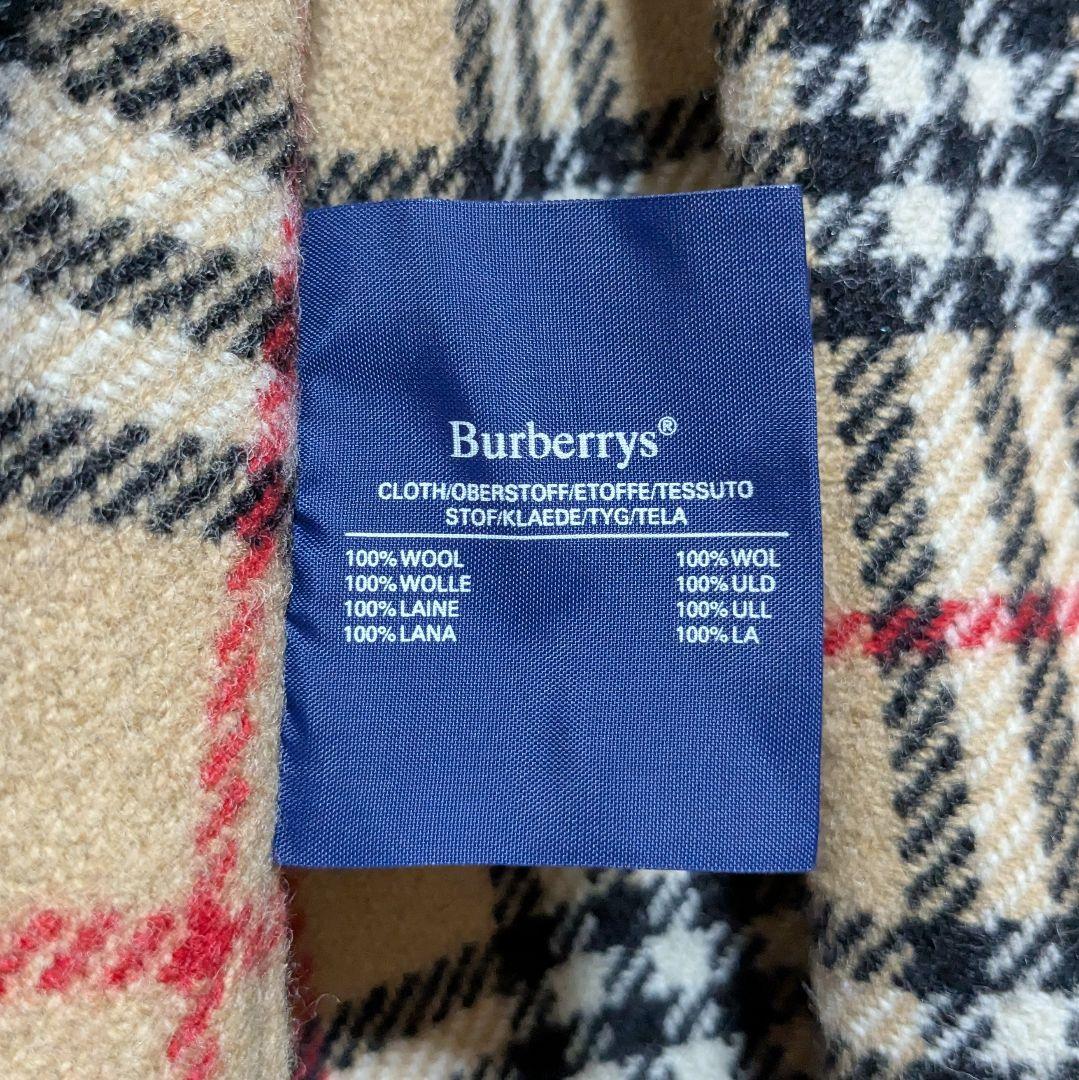 Burberrys®
CLOTH/OBERSTOFF/ETOFFE/TESSUTO
STOF/KLAEDE/TYG/TELA
100% WOOL 100% WOL
100% WOLLE 100% ULD
100% LAINE 100% ULL
100% LANA 100% LA